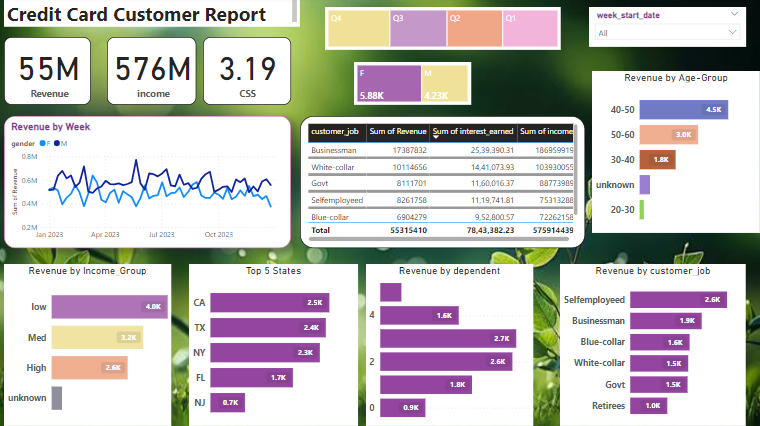 Credit Card Customer Report
Q4
Q3
Q2
Q1
week_start_date
All
55M
Revenue
576M
income
3.19
CSS
F
5.88K
M
4.23K
Revenue by Age-Group
40-50 4.5K
50-60 3.0K
30-40 1.8K
unknown
20-30
Revenue by Week
gender F M
Sum of Revenue
0.8M
0.6M
0.4M
0.2M
Jan 2023 Apr 2023 Jul 2023 Oct 2023
customer_job Sum of Revenue Sum of interest_earned Sum of income
Businessman 17387832 25,39,390.31 186959919
White-collar 10114656 14,41,073.93 103930055
Govt 8111701 11,60,016.37 88773989
Selfemployeed 8261758 11,19,741.81 75313288
Blue-collar 6904279 9,52,800.57 72262158
Total 55315410 78,43,382.23 575914439
Revenue by Income_Group
low 4.0K
Med 3.2K
High 2.6K
unknown
Top 5 States
CA 2.5K
TX 2.4K
NY 2.3K
FL 1.7K
NJ 0.7K
Revenue by dependent
4 1.6K
2.7K
2 2.6K
1.8K
0 0.9K
Revenue by customer_job
Selfemployeed 2.6K
Businessman 1.9K
Blue-collar 1.6K
White-collar 1.5K
Govt 1.5K
Retirees 1.0K